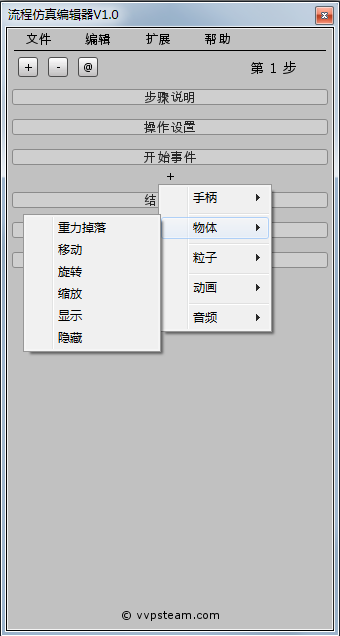 流程仿真编辑器V1.0
文件 编辑 扩展 帮助
+ - @ 第 1 步
步骤说明
操作设置
开始事件
+
手柄
结
物体
重力掉落
移动
旋转
缩放
显示
隐藏
粒子
动画
音频
© vvpsteam.com